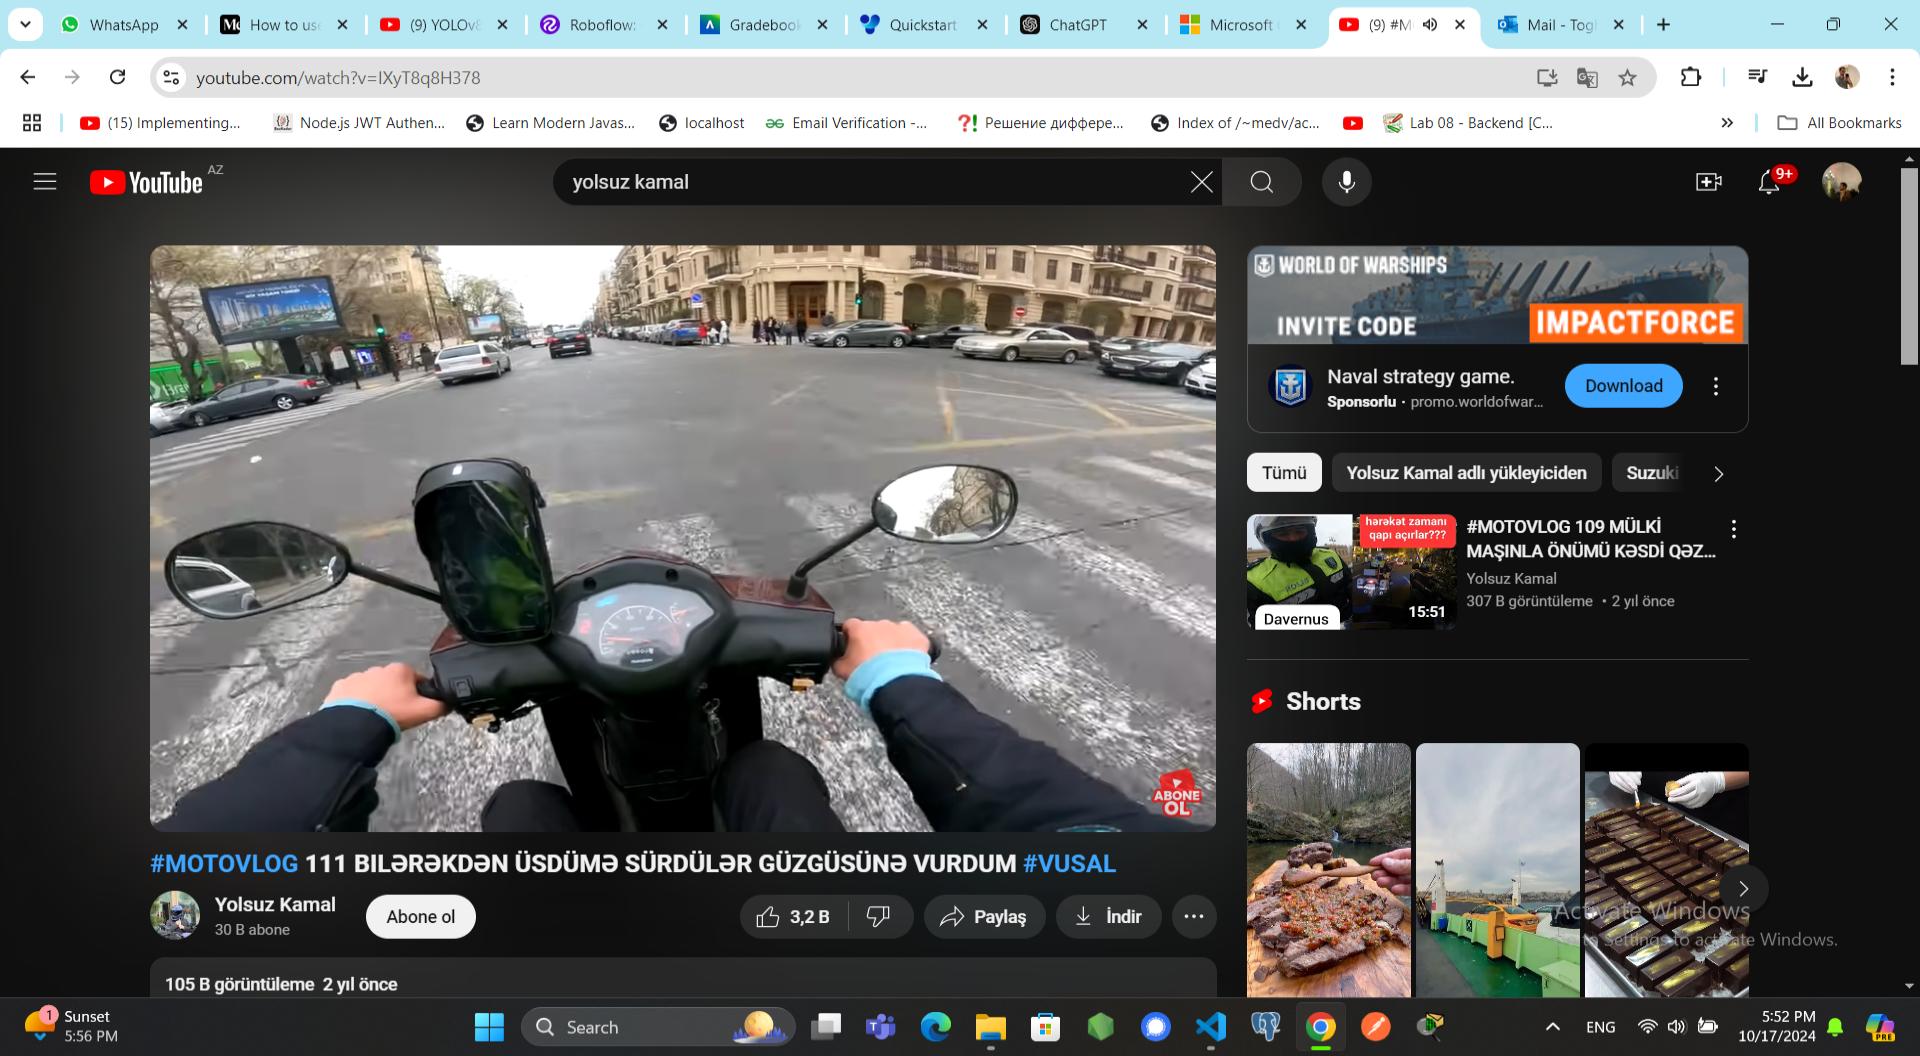 WhatsApp
How to us
(9) YOLOv8
Roboflow:
Gradebook
Quickstart
ChatGPT
Microsoft
(9) #M
Mail - Tog
youtube.com/watch?v=IXyT8q8H378
(15) Implementing...
Node.js JWT Authen...
Learn Modern Javas...
localhost
Email Verification -...
Решение диффере...
Index of /~medv/ac...
Lab 08 - Backend [C...
All Bookmarks
YouTube AZ
yolsuz kamal
9+
WORLD OF WARSHIPS
INVITE CODE
IMPACTFORCE
Naval strategy game.
Sponsorlu · promo.worldofwar...
Download
Tümü
Yolsuz Kamal adlı yükleyiciden
Suzuki
hərəkət zamanı
qapı açırlar???
Davernus
15:51
#MOTOVLOG 109 MÜLKİ
MAŞINLA ÖNÜMÜ KƏSDİ QƏZ...
Yolsuz Kamal
307 B görüntüleme • 2 yıl önce
Shorts
ABONE
OL
#MOTOVLOG 111 BILƏRƏKDƏN ÜSDÜMƏ SÜRDÜLƏR GÜZGÜSÜNƏ VURDUM #VUSAL
Yolsuz Kamal
30 B abone
Abone ol
3,2 B
Paylaş
İndir
105 B görüntüleme 2 yıl önce
Activate Windows
Go to Settings to activate Windows.
1
Sunset
5:56 PM
Search
ENG
5:52 PM
10/17/2024
PRE